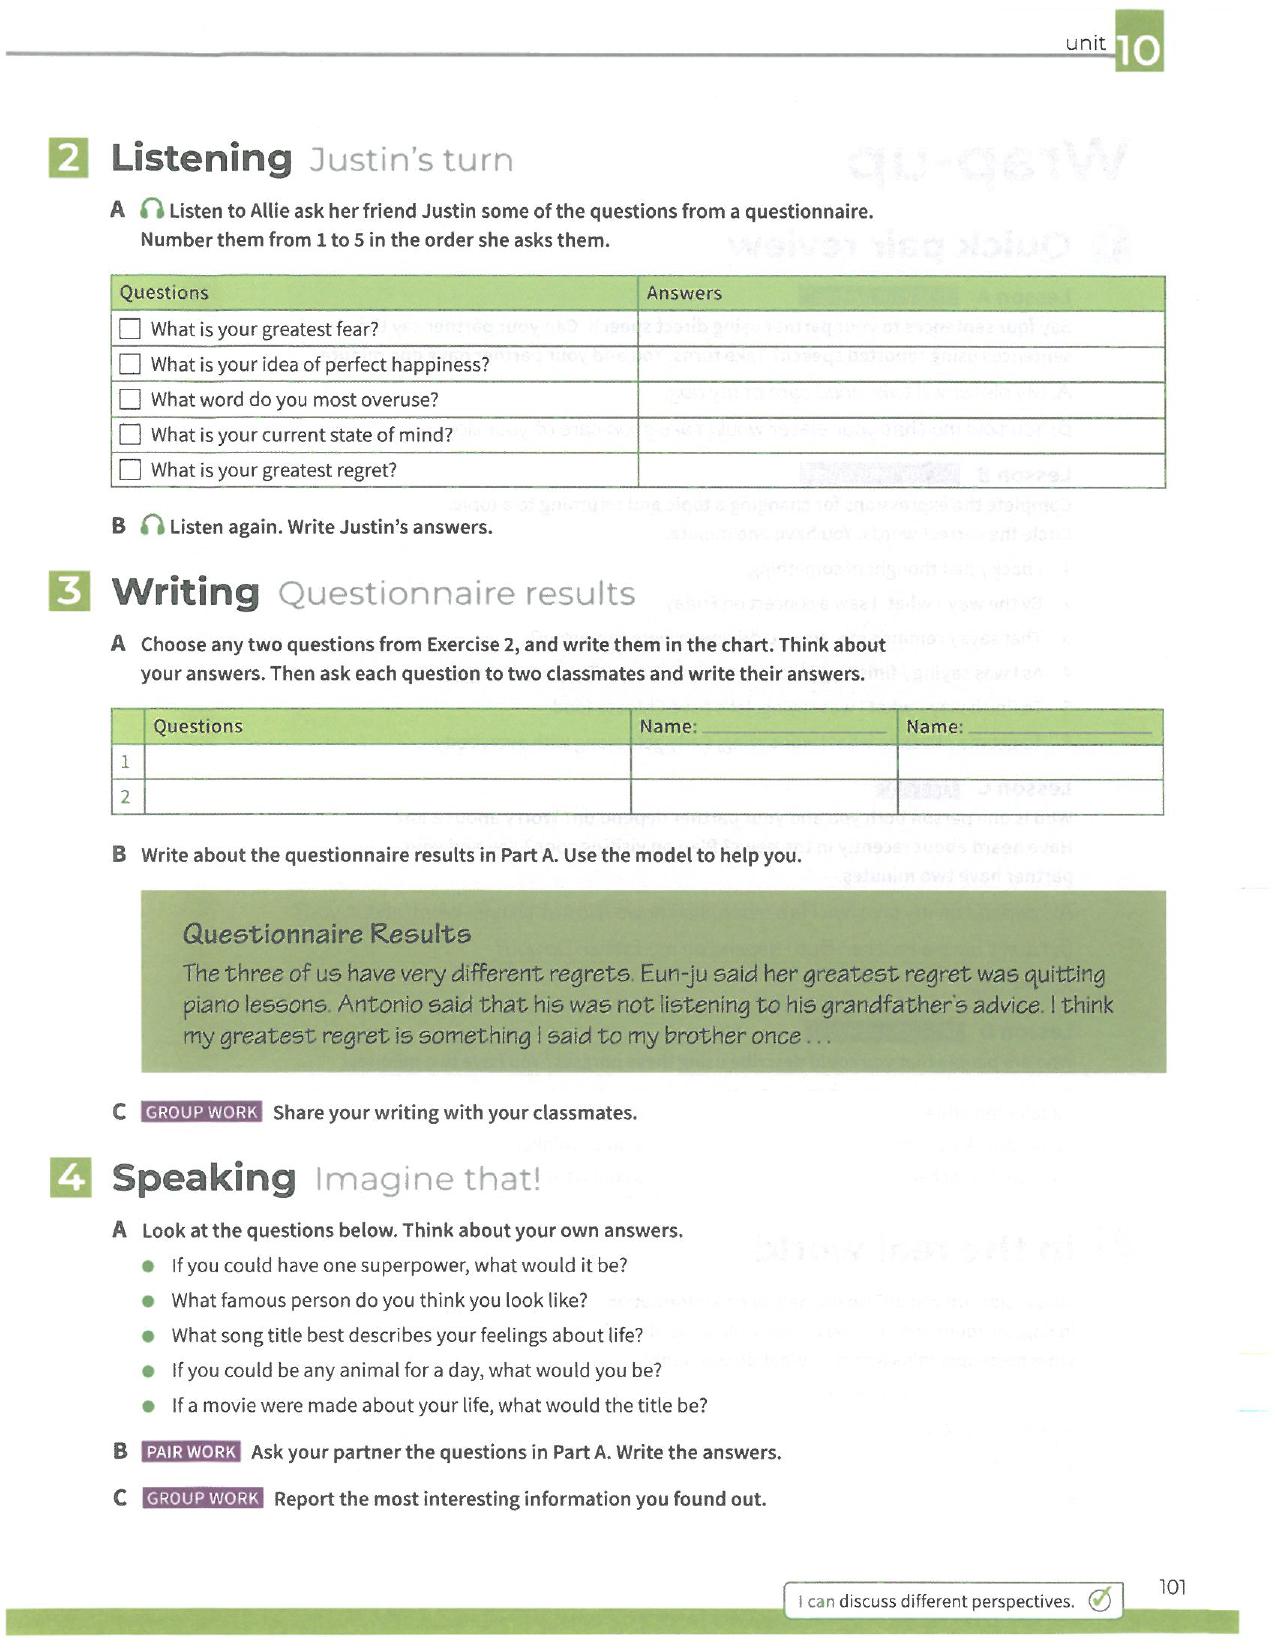 unit 10
2 Listening Justin's turn
A Listen to Allie ask her friend Justin some of the questions from a questionnaire.
Number them from 1 to 5 in the order she asks them.
Questions Answers
What is your greatest fear?
What is your idea of perfect happiness?
What word do you most overuse?
What is your current state of mind?
What is your greatest regret?
B Listen again. Write Justin's answers.
3 Writing Questionnaire results
A Choose any two questions from Exercise 2, and write them in the chart. Think about
your answers. Then ask each question to two classmates and write their answers.
Questions Name: Name:
1
2
B Write about the questionnaire results in Part A. Use the model to help you.
Questionnaire Results
The three of us have very different regrets. Eun-ju said her greatest regret was quitting
piano lessons. Antonio said that his was not listening to his grandfather's advice. I think
my greatest regret is something I said to my brother once . . .
C GROUP WORK Share your writing with your classmates.
4 Speaking Imagine that!
A Look at the questions below. Think about your own answers.
• If you could have one superpower, what would it be?
• What famous person do you think you look like?
• What song title best describes your feelings about life?
• If you could be any animal for a day, what would you be?
• If a movie were made about your life, what would the title be?
B PAIR WORK Ask your partner the questions in Part A. Write the answers.
C GROUP WORK Report the most interesting information you found out.
I can discuss different perspectives.
101